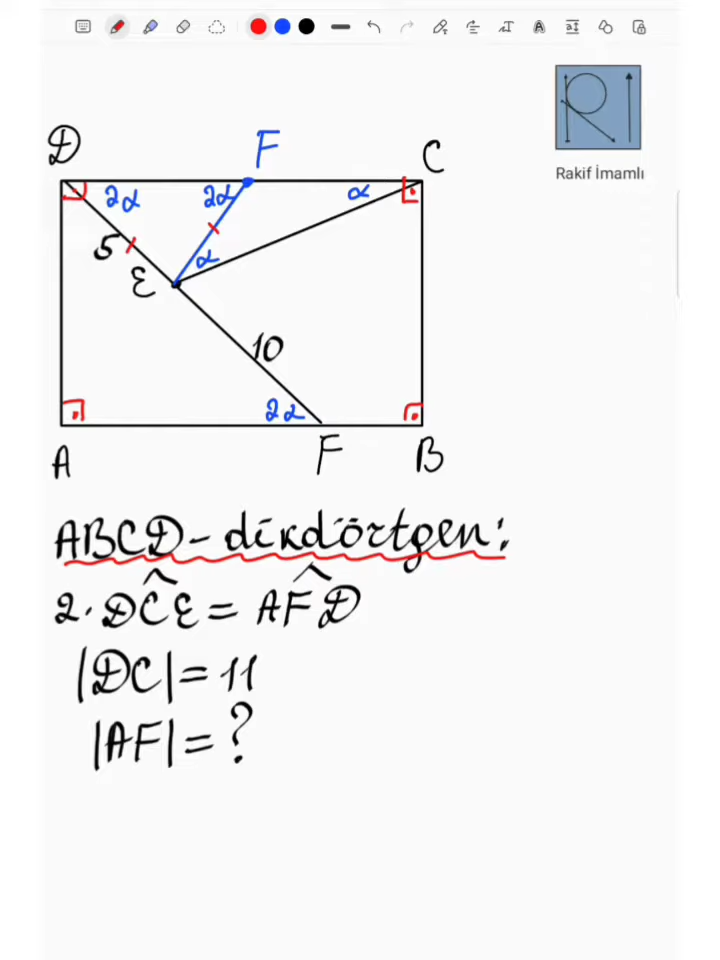 Rakif İmamlı
D
F
C
2α
2α
α
5
α
E
10
2α
A
F
B
ABCD - dikdörtgen:
2. DĈE = AF̂D
|DC| = 11
|AF| = ?